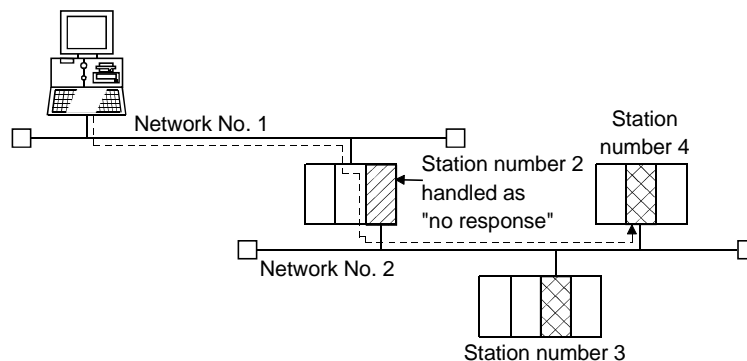 Network No. 1
Station
number 4
Station number 2
handled as
"no response"
Network No. 2
Station number 3